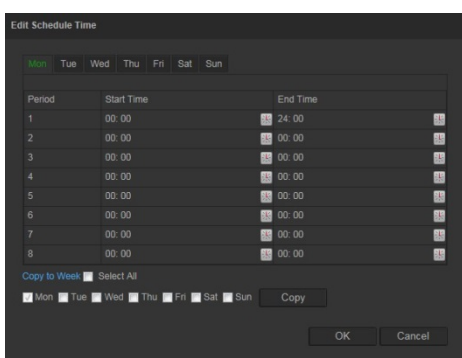 Edit Schedule Time
Mon Tue Wed Thu Fri Sat Sun
Period Start Time End Time
1 00: 00 24: 00
2 00: 00 00: 00
3 00: 00 00: 00
4 00: 00 00: 00
5 00: 00 00: 00
6 00: 00 00: 00
7 00: 00 00: 00
8 00: 00 00: 00
Copy to Week Select All
Mon Tue Wed Thu Fri Sat Sun Copy
OK Cancel